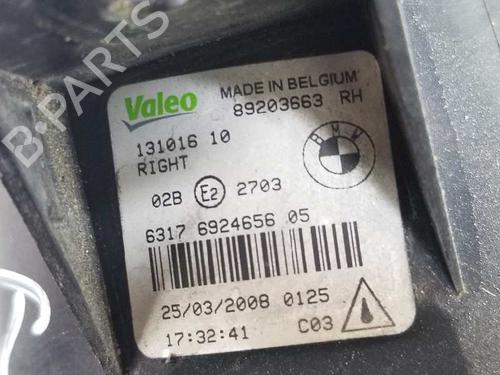 B-PARTS
Valeo
MADE IN BELGIUM
89203663 RH
131016 10
RIGHT
BMW
02B E2 2703
6317 6924656 05
25/03/2008 0125
17:32:41 C03